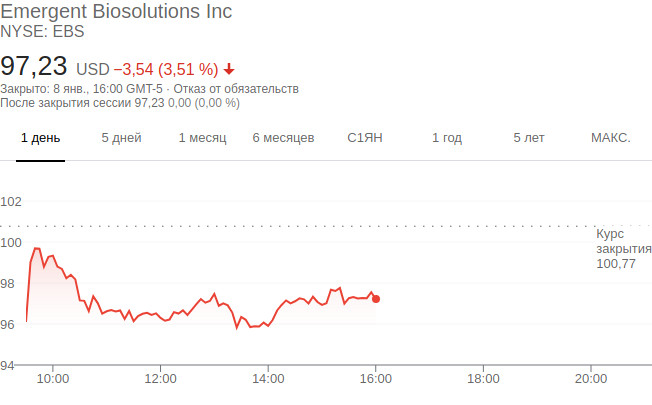 Emergent Biosolutions Inc
NYSE: EBS
97,23 USD −3,54 (3,51 %)
Закрыто: 8 янв., 16:00 GMT-5 · Отказ от обязательств
После закрытия сессии 97,23 0,00 (0,00 %)
1 день 5 дней 1 месяц 6 месяцев С1ЯН 1 год 5 лет МАКС.
102
Курс
закрытия
100,77
100
98
96
94
10:00 12:00 14:00 16:00 18:00 20:00